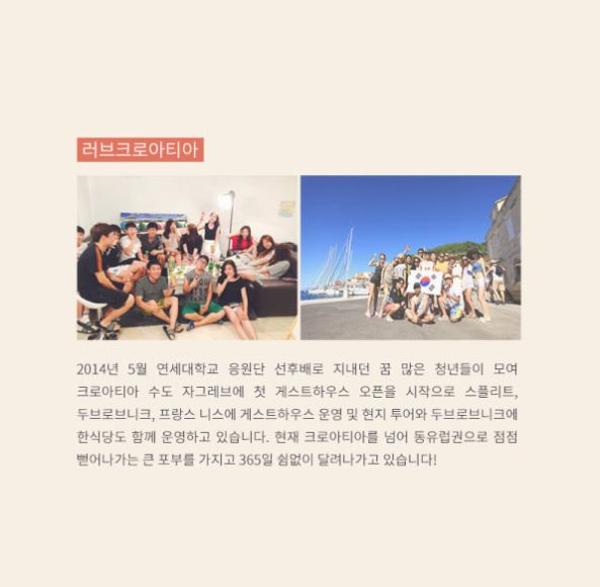 러브크로아티아
2014년 5월 연세대학교 응원단 선후배로 지내던 꿈 많은 청년들이 모여
크로아티아 수도 자그레브에 첫 게스트하우스 오픈을 시작으로 스플리트,
두브로브니크, 프랑스 니스에 게스트하우스 운영 및 현지 투어와 두브로브니크에
한식당도 함께 운영하고 있습니다. 현재 크로아티아를 넘어 동유럽권으로 점점
뻗어나가는 큰 포부를 가지고 365일 쉼없이 달려나가고 있습니다!